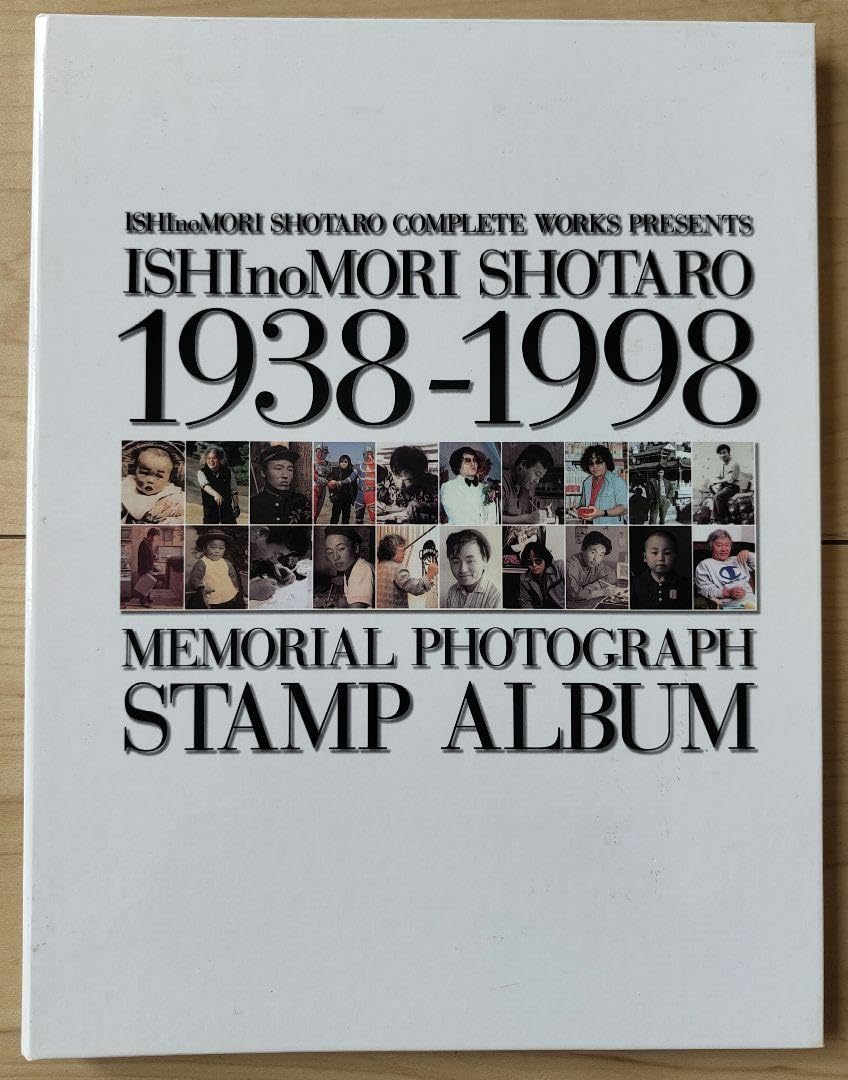 ISHInoMORI SHOTARO COMPLETE WORKS PRESENTS
ISHInoMORI SHOTARO
1938-1998
MEMORIAL PHOTOGRAPH
STAMP ALBUM